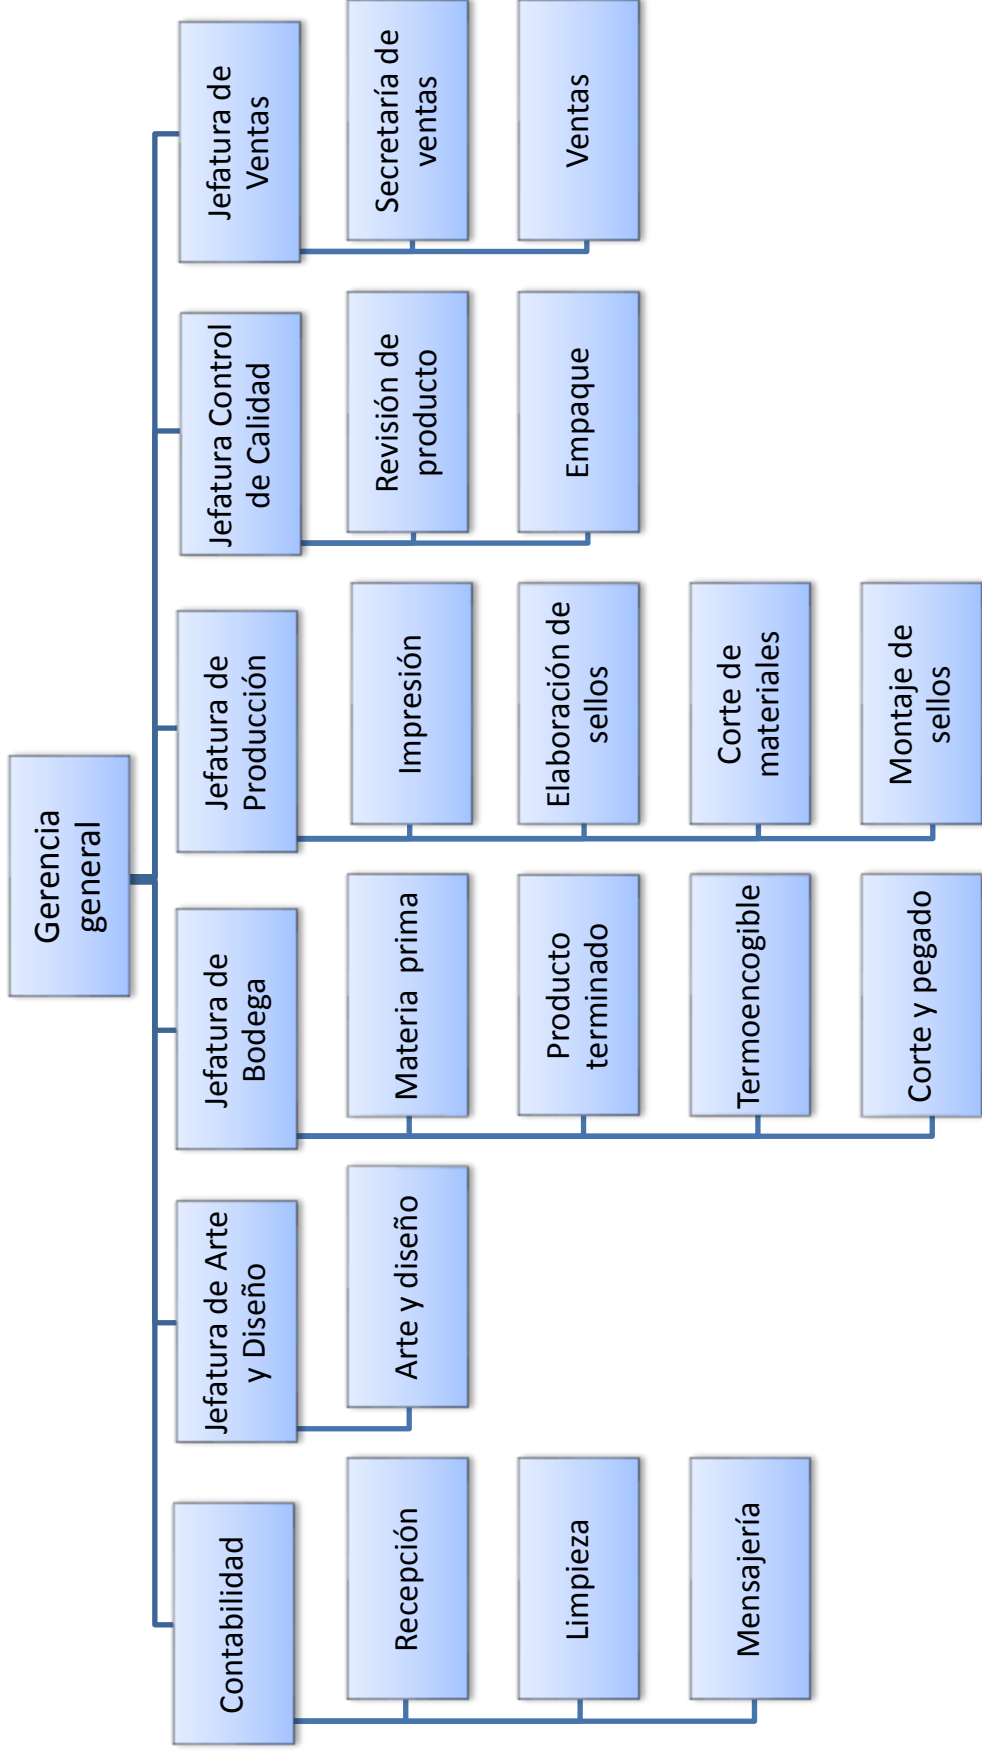 Gerencia
general
Contabilidad
Recepción
Limpieza
Mensajería
Jefatura de Arte
y Diseño
Arte y diseño
Jefatura de
Bodega
Materia prima
Producto
terminado
Termoencogible
Corte y pegado
Jefatura de
Producción
Impresión
Elaboración de
sellos
Corte de
materiales
Montaje de
sellos
Jefatura Control
de Calidad
Revisión de
producto
Empaque
Jefatura de
Ventas
Secretaría de
ventas
Ventas